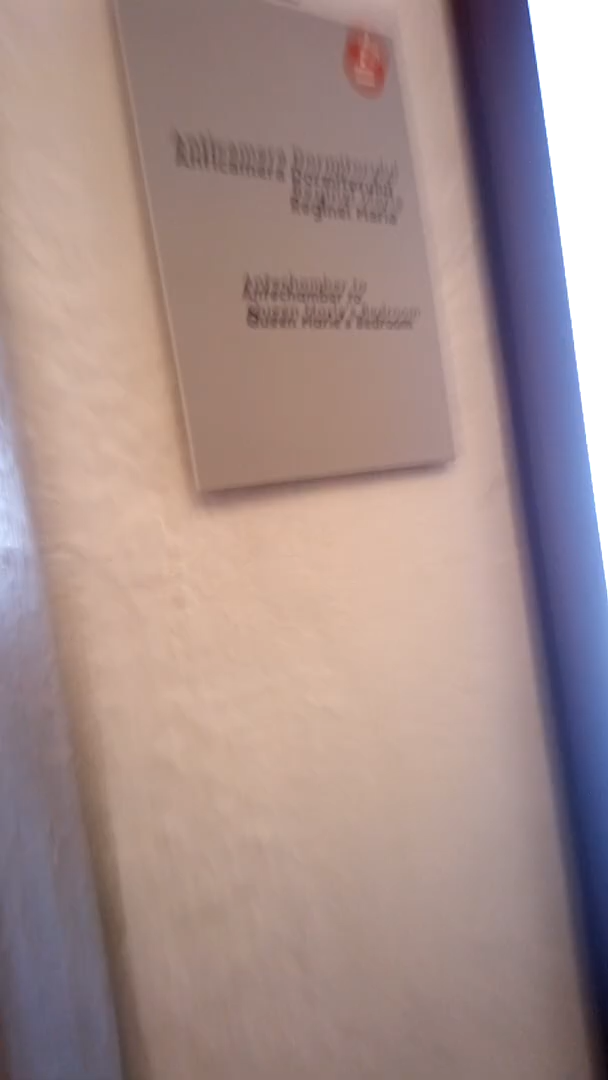 Anticamera Dormitorului
Reginei Maria
Antechamber to
Queen Marie's Bedroom